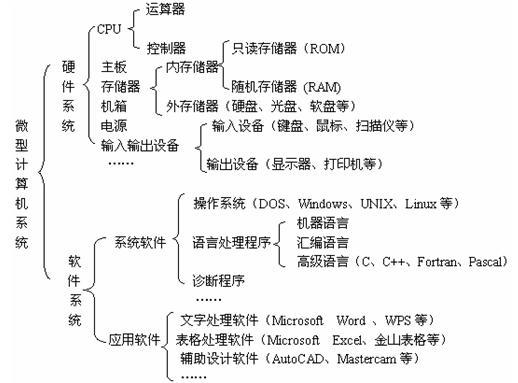 微型计算机系统
硬件系统
CPU
运算器
控制器
主板
存储器
内存储器
只读存储器（ROM）
随机存储器 (RAM)
外存储器（硬盘、光盘、软盘等）
机箱
电源
输入输出设备
输入设备（键盘、鼠标、扫描仪等）
输出设备（显示器、打印机等）
……
软件系统
系统软件
操作系统（DOS、Windows、UNIX、Linux 等）
语言处理程序
机器语言
汇编语言
高级语言（C、C++、Fortran、Pascal）
诊断程序
……
应用软件
文字处理软件（Microsoft Word 、WPS 等）
表格处理软件（Microsoft Excel、金山表格等）
辅助设计软件（AutoCAD、Mastercam 等）
……